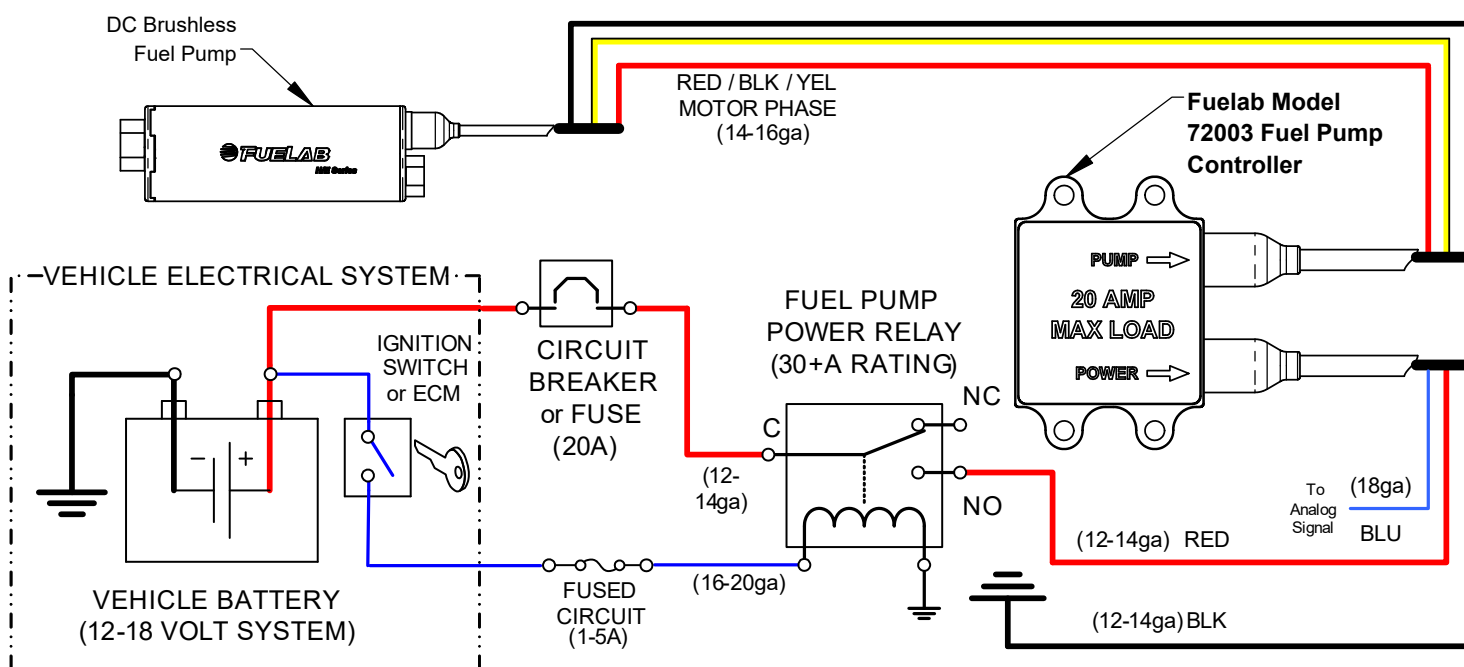 DC Brushless
Fuel Pump
FUELAB
RED / BLK / YEL
MOTOR PHASE
(14-16ga)
Fuelab Model
72003 Fuel Pump
Controller
PUMP
20 AMP
MAX LOAD
POWER
VEHICLE ELECTRICAL SYSTEM
IGNITION
SWITCH
or ECM
- +
VEHICLE BATTERY
(12-18 VOLT SYSTEM)
CIRCUIT
BREAKER
or FUSE
(20A)
FUEL PUMP
POWER RELAY
(30+A RATING)
C
NC
NO
(12-
14ga)
FUSED
CIRCUIT
(1-5A)
(16-20ga)
To
Analog
Signal
(18ga)
BLU
(12-14ga) RED
(12-14ga) BLK